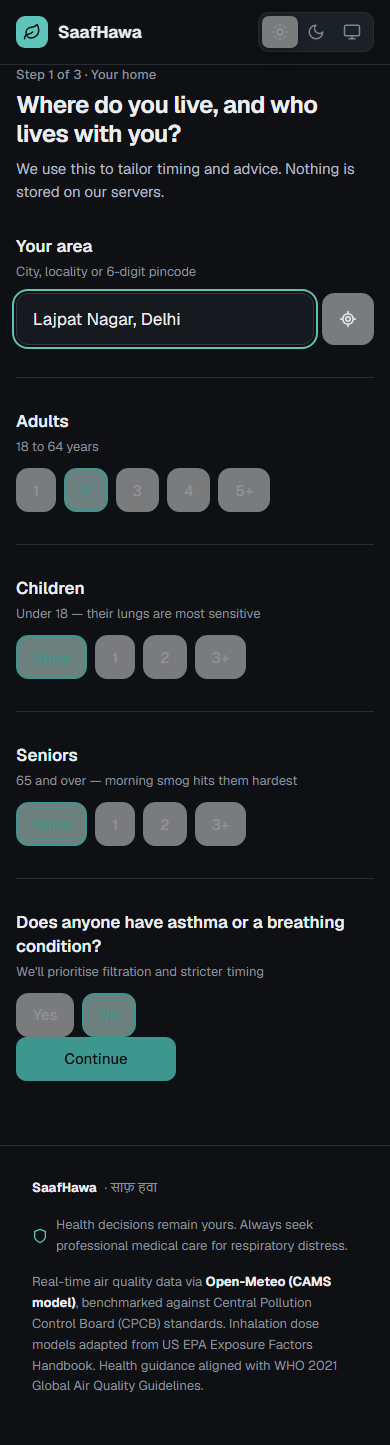 SaafHawa
Step 1 of 3 · Your home
Where do you live, and who
lives with you?
We use this to tailor timing and advice. Nothing is
stored on our servers.
Your area
City, locality or 6-digit pincode
Lajpat Nagar, Delhi
Adults
18 to 64 years
1 2 3 4 5+
Children
Under 18 — their lungs are most sensitive
None 1 2 3+
Seniors
65 and over — morning smog hits them hardest
None 1 2 3+
Does anyone have asthma or a breathing
condition?
We'll prioritise filtration and stricter timing
Yes No
Continue
SaafHawa · साफ़ हवा
Health decisions remain yours. Always seek
professional medical care for respiratory distress.
Real-time air quality data via Open-Meteo (CAMS
model), benchmarked against Central Pollution
Control Board (CPCB) standards. Inhalation dose
models adapted from US EPA Exposure Factors
Handbook. Health guidance aligned with WHO 2021
Global Air Quality Guidelines.